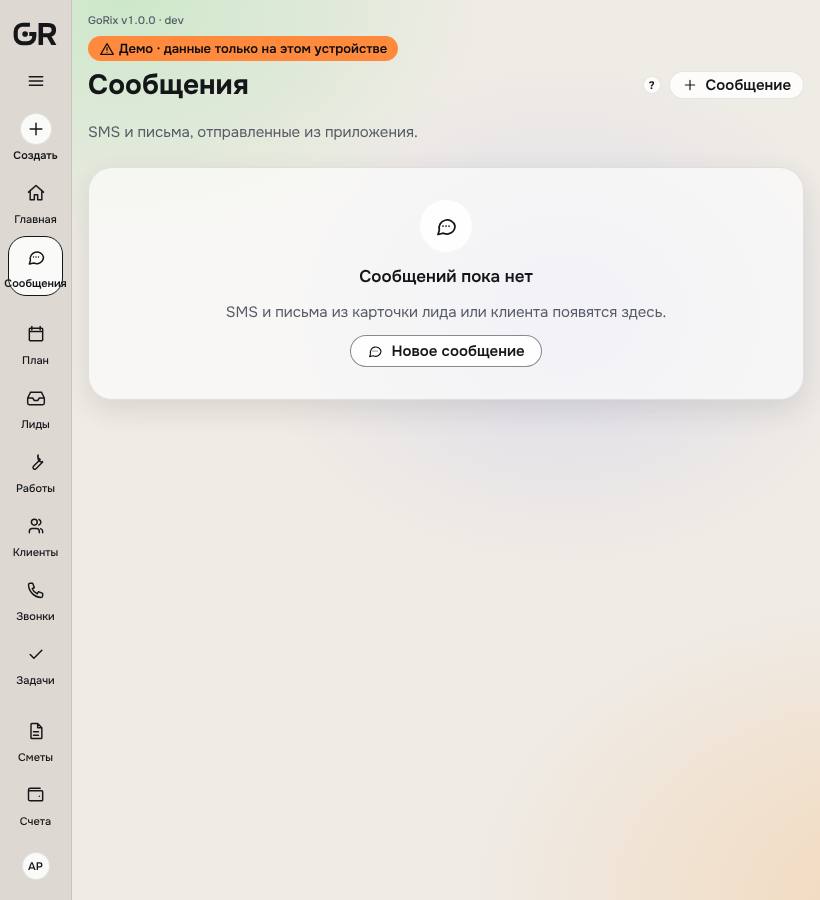 GR
GoRix v1.0.0 · dev
Демо · данные только на этом устройстве
Сообщения
?
Сообщение
SMS и письма, отправленные из приложения.
Сообщений пока нет
SMS и письма из карточки лида или клиента появятся здесь.
Новое сообщение
Создать
Главная
Сообщения
План
Лиды
Работы
Клиенты
Звонки
Задачи
Сметы
Счета
AP